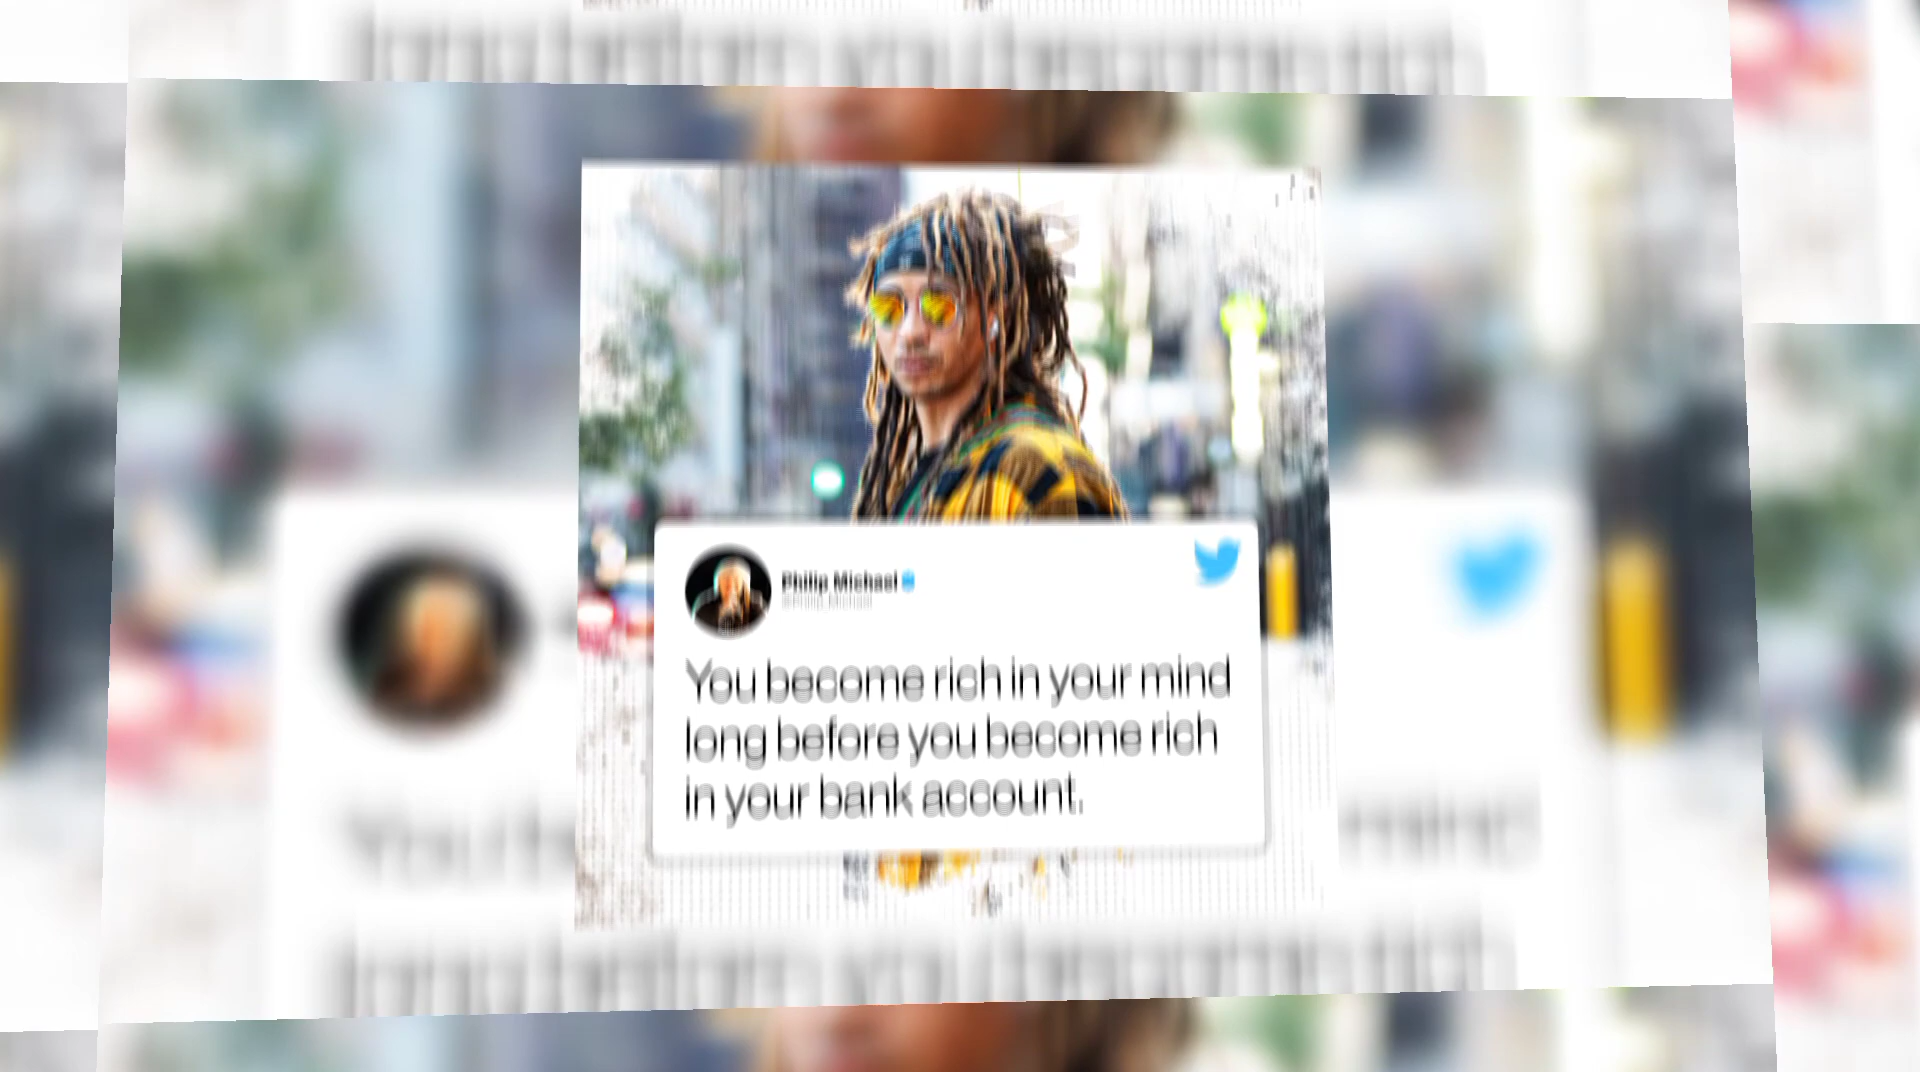 Philip Michael
You become rich in your mind
long before you become rich
in your bank account.